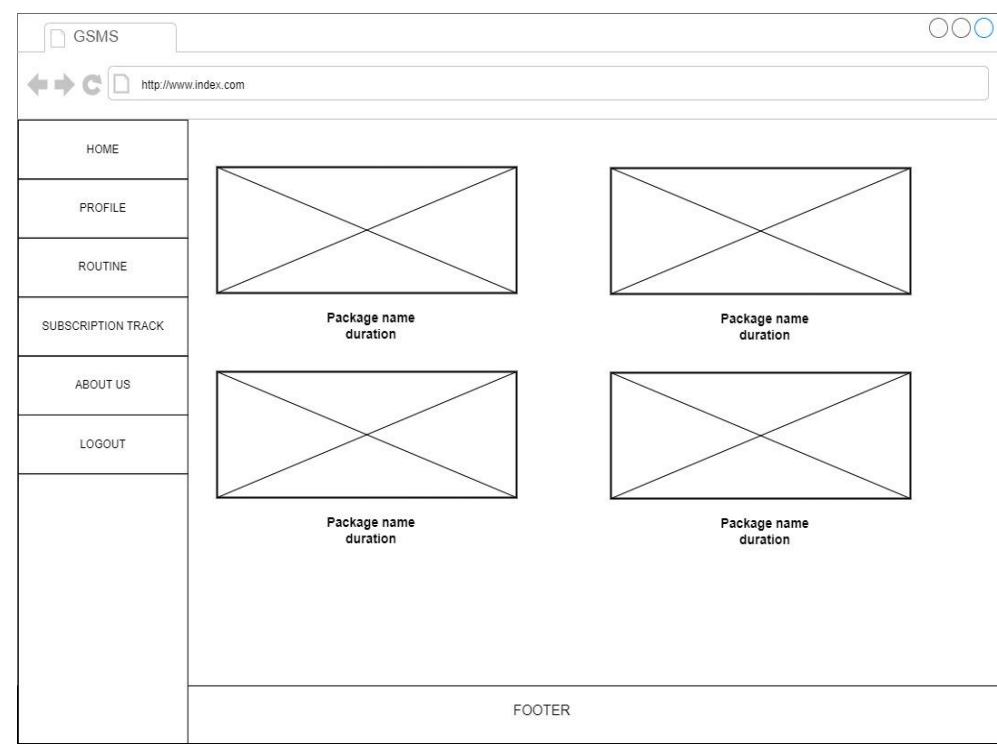 GSMS
http://www.index.com
HOME
PROFILE
ROUTINE
SUBSCRIPTION TRACK
ABOUT US
LOGOUT
Package name
duration
Package name
duration
Package name
duration
Package name
duration
FOOTER